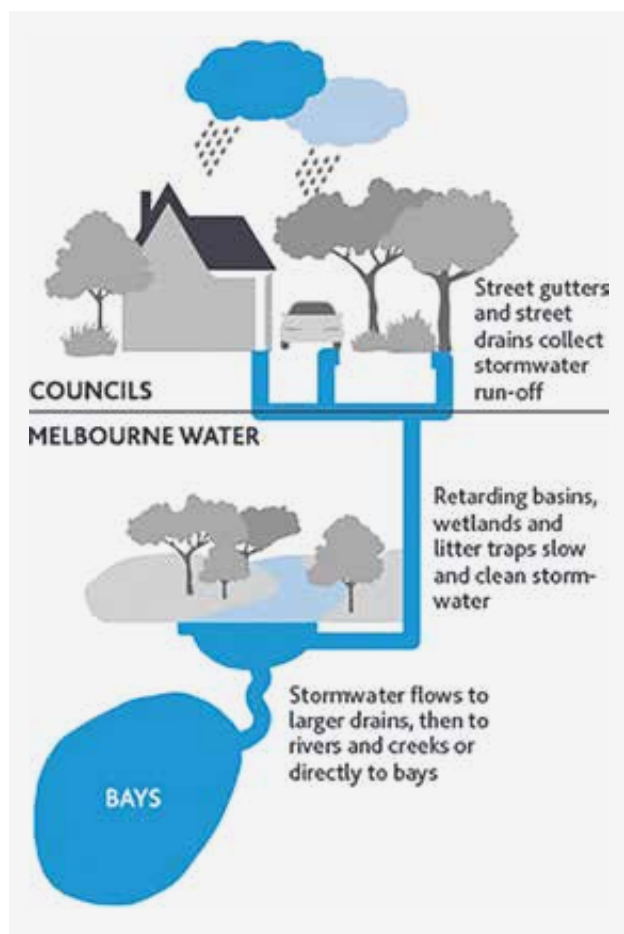 Street gutters
and street
drains collect
stormwater
run-off
COUNCILS
MELBOURNE WATER
Retarding basins,
wetlands and
litter traps slow
and clean storm-
water
Stormwater flows to
larger drains, then to
rivers and creeks or
directly to bays
BAYS